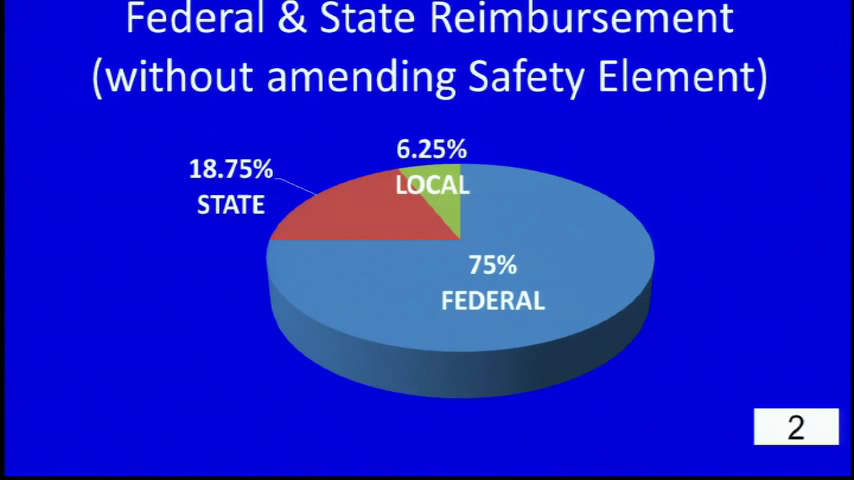 Federal & State Reimbursement
(without amending Safety Element)
6.25%
LOCAL
18.75%
STATE
75%
FEDERAL
2